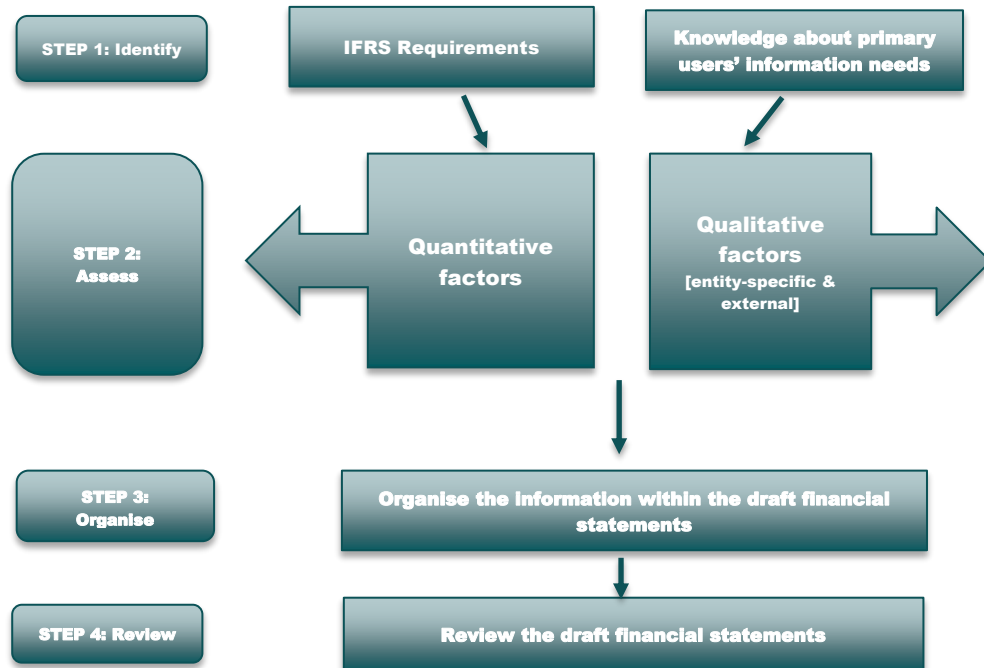 STEP 1: Identify
IFRS Requirements
Knowledge about primary
users' information needs
STEP 2:
Assess
Quantitative
factors
Qualitative
factors
[entity-specific &
external]
STEP 3:
Organise
Organise the information within the draft financial
statements
STEP 4: Review
Review the draft financial statements